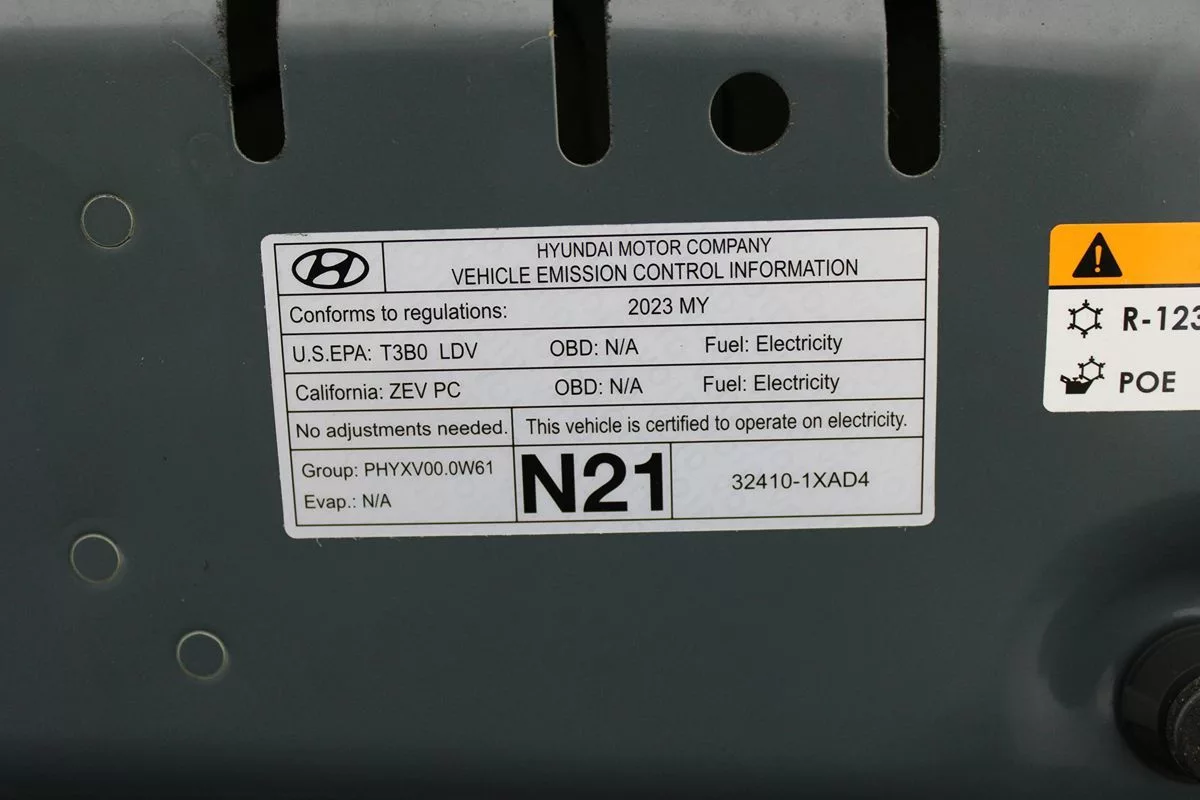 HYUNDAI MOTOR COMPANY
VEHICLE EMISSION CONTROL INFORMATION
Conforms to regulations: 2023 MY
U.S.EPA: T3B0 LDV OBD: N/A Fuel: Electricity
California: ZEV PC OBD: N/A Fuel: Electricity
No adjustments needed. This vehicle is certified to operate on electricity.
Group: PHYXV00.0W61
Evap.: N/A
N21
32410-1XAD4
R-123
POE